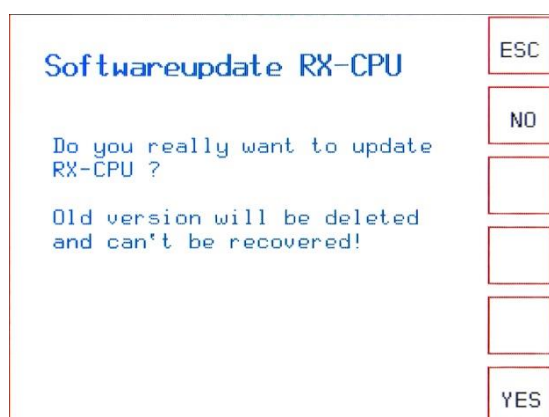 Softwareupdate RX-CPU
Do you really want to update
RX-CPU ?
Old version will be deleted
and can't be recovered!
ESC
NO
YES